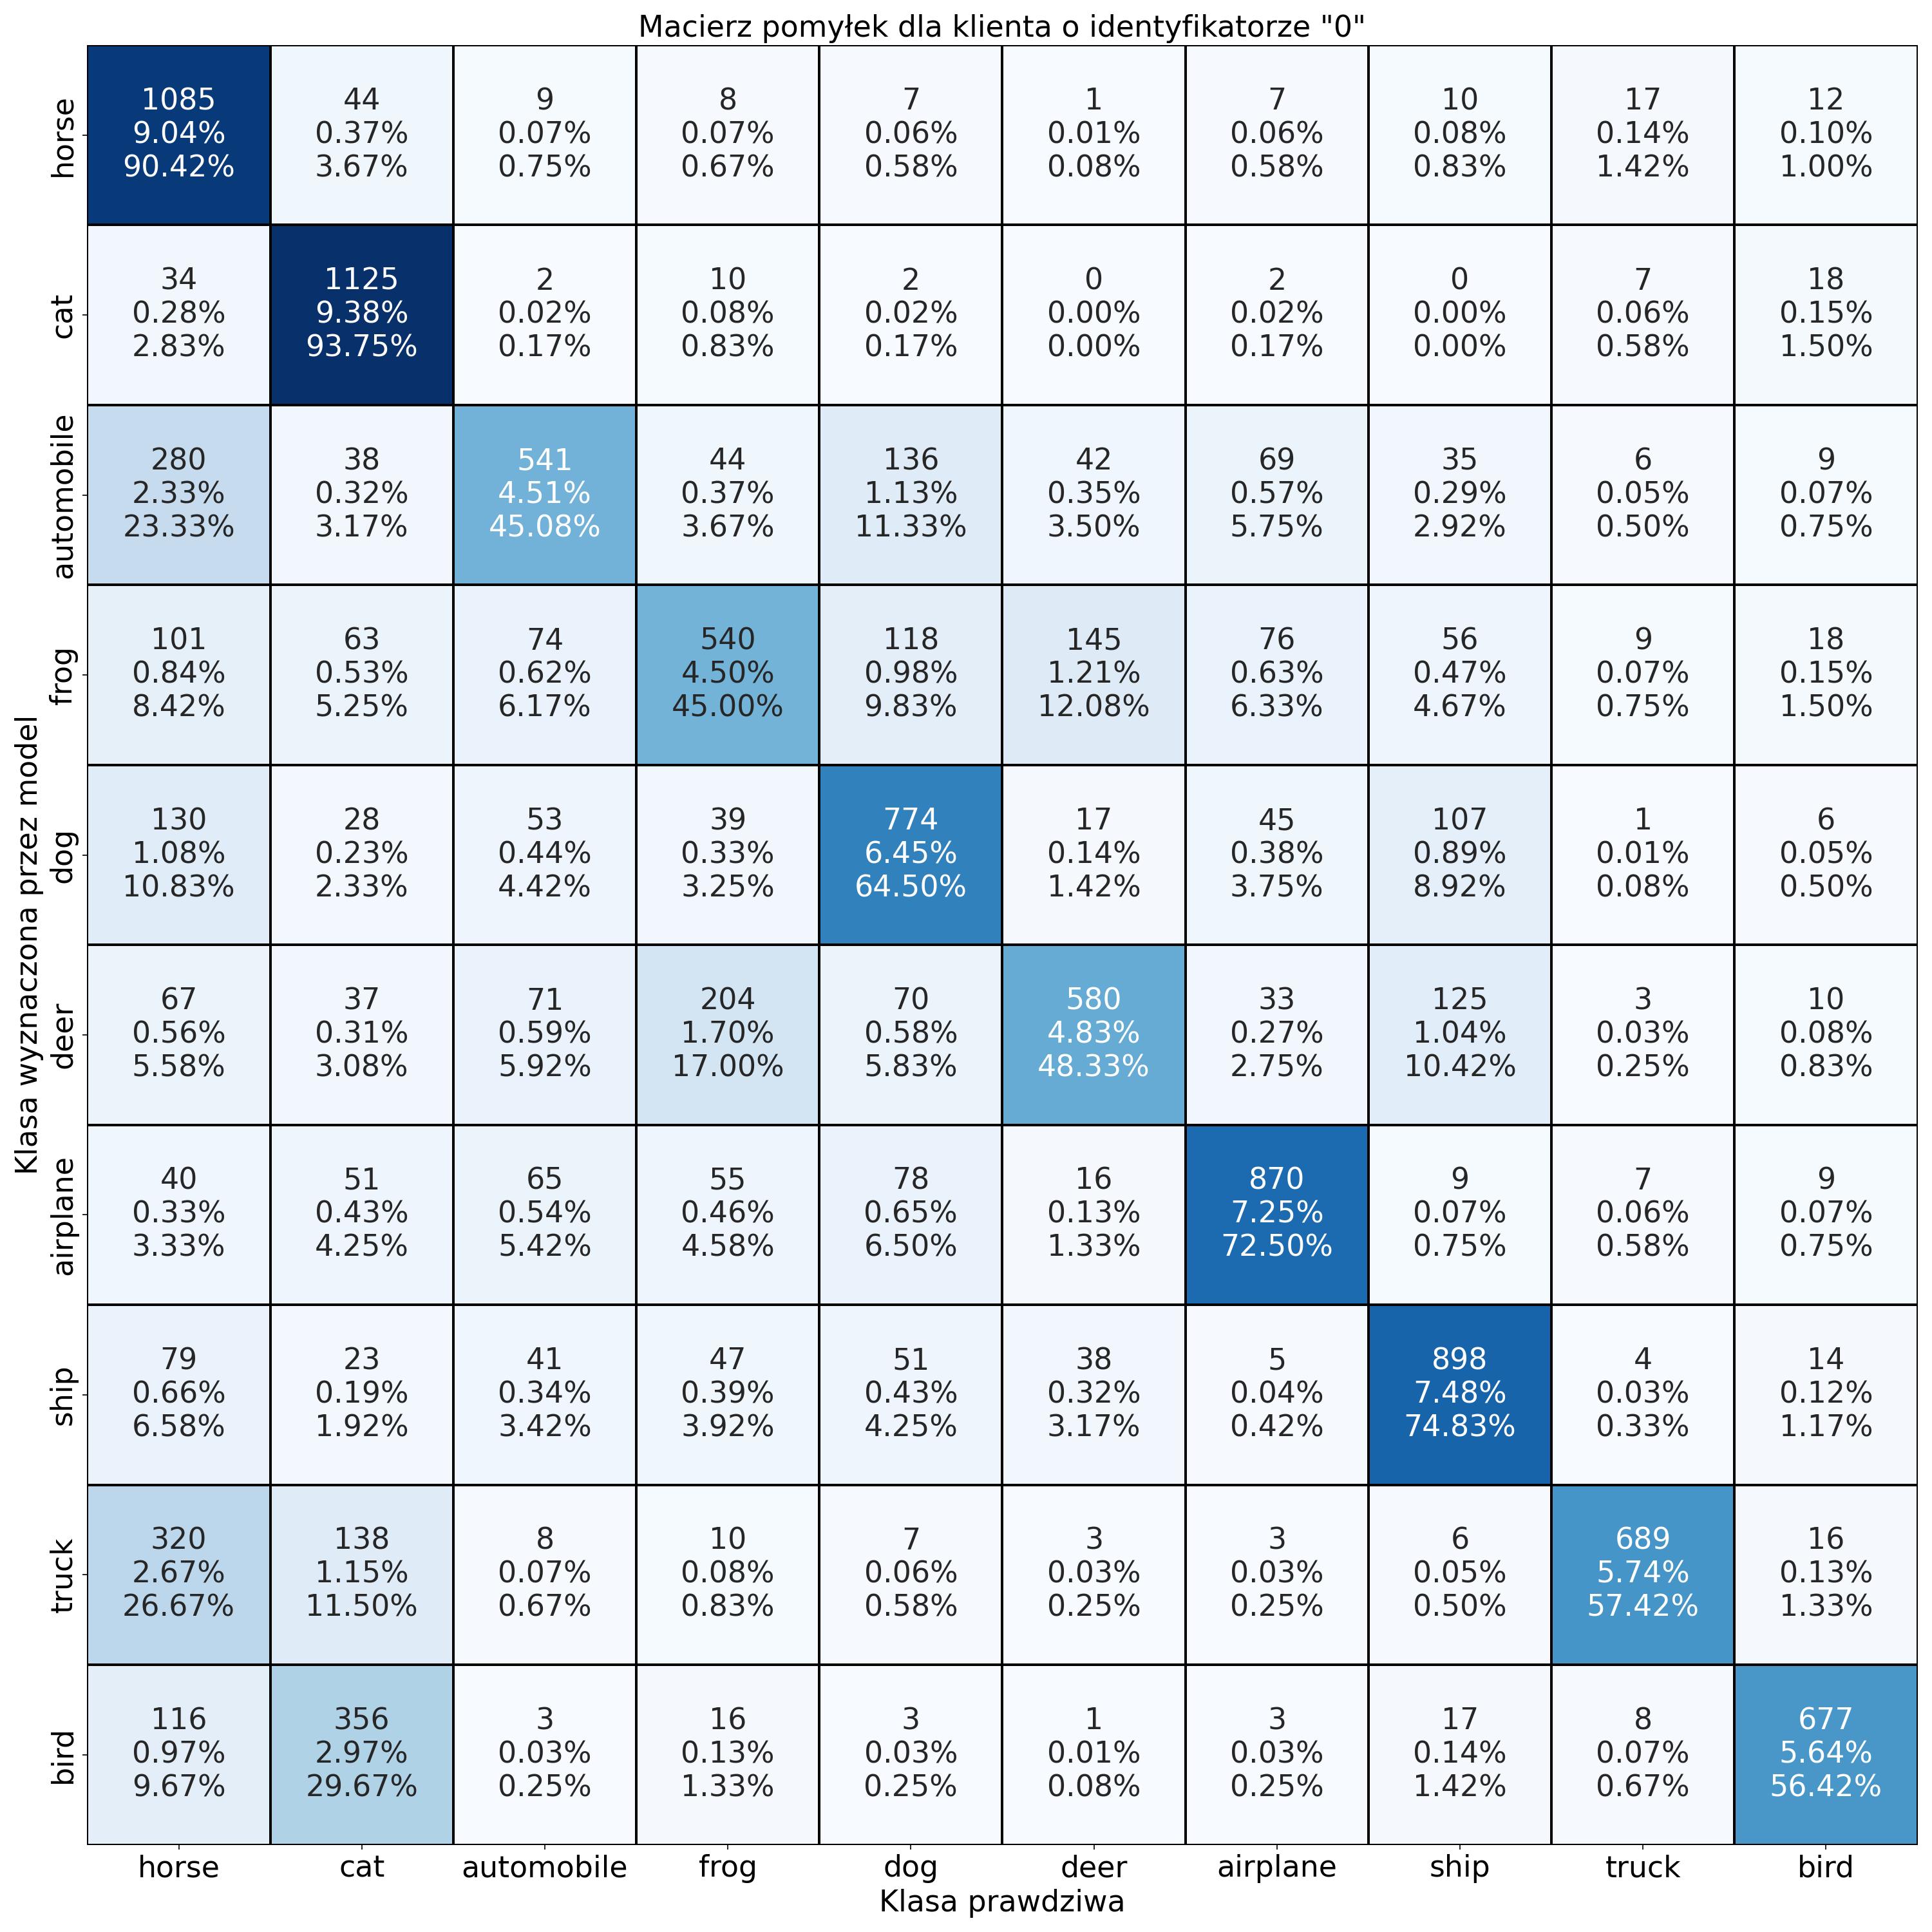 Macierz pomyłek dla klienta o identyfikatorze "0"
Klasa wyznaczona przez model
horse
1085 44 9 8 7 1 7 10 17 12
9.04% 0.37% 0.07% 0.07% 0.06% 0.01% 0.06% 0.08% 0.14% 0.10%
90.42% 3.67% 0.75% 0.67% 0.58% 0.08% 0.58% 0.83% 1.42% 1.00%
cat
34 1125 2 10 2 0 2 0 7 18
0.28% 9.38% 0.02% 0.08% 0.02% 0.00% 0.02% 0.00% 0.06% 0.15%
2.83% 93.75% 0.17% 0.83% 0.17% 0.00% 0.17% 0.00% 0.58% 1.50%
automobile
280 38 541 44 136 42 69 35 6 9
2.33% 0.32% 4.51% 0.37% 1.13% 0.35% 0.57% 0.29% 0.05% 0.07%
23.33% 3.17% 45.08% 3.67% 11.33% 3.50% 5.75% 2.92% 0.50% 0.75%
frog
101 63 74 540 118 145 76 56 9 18
0.84% 0.53% 0.62% 4.50% 0.98% 1.21% 0.63% 0.47% 0.07% 0.15%
8.42% 5.25% 6.17% 45.00% 9.83% 12.08% 6.33% 4.67% 0.75% 1.50%
dog
130 28 53 39 774 17 45 107 1 6
1.08% 0.23% 0.44% 0.33% 6.45% 0.14% 0.38% 0.89% 0.01% 0.05%
10.83% 2.33% 4.42% 3.25% 64.50% 1.42% 3.75% 8.92% 0.08% 0.50%
deer
67 37 71 204 70 580 33 125 3 10
0.56% 0.31% 0.59% 1.70% 0.58% 4.83% 0.27% 1.04% 0.03% 0.08%
5.58% 3.08% 5.92% 17.00% 5.83% 48.33% 2.75% 10.42% 0.25% 0.83%
airplane
40 51 65 55 78 16 870 9 7 9
0.33% 0.43% 0.54% 0.46% 0.65% 0.13% 7.25% 0.07% 0.06% 0.07%
3.33% 4.25% 5.42% 4.58% 6.50% 1.33% 72.50% 0.75% 0.58% 0.75%
ship
79 23 41 47 51 38 5 898 4 14
0.66% 0.19% 0.34% 0.39% 0.43% 0.32% 0.04% 7.48% 0.03% 0.12%
6.58% 1.92% 3.42% 3.92% 4.25% 3.17% 0.42% 74.83% 0.33% 1.17%
truck
320 138 8 10 7 3 3 6 689 16
2.67% 1.15% 0.07% 0.08% 0.06% 0.03% 0.03% 0.05% 5.74% 0.13%
26.67% 11.50% 0.67% 0.83% 0.58% 0.25% 0.25% 0.50% 57.42% 1.33%
bird
116 356 3 16 3 1 3 17 8 677
0.97% 2.97% 0.03% 0.13% 0.03% 0.01% 0.03% 0.14% 0.07% 5.64%
9.67% 29.67% 0.25% 1.33% 0.25% 0.08% 0.25% 1.42% 0.67% 56.42%
horse cat automobile frog dog deer airplane ship truck bird
Klasa prawdziwa